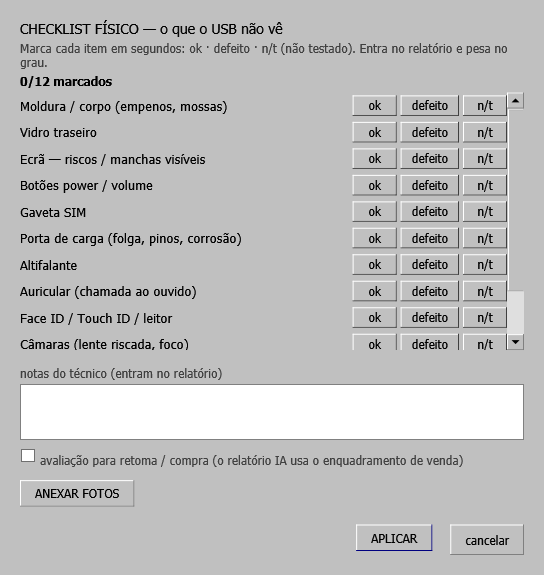 CHECKLIST FÍSICO — o que o USB não vê
Marca cada item em segundos: ok · defeito · n/t (não testado). Entra no relatório e pesa no
grau.
0/12 marcados
Moldura / corpo (empenos, mossas) ok defeito n/t
Vidro traseiro ok defeito n/t
Ecrã — riscos / manchas visíveis ok defeito n/t
Botões power / volume ok defeito n/t
Gaveta SIM ok defeito n/t
Porta de carga (folga, pinos, corrosão) ok defeito n/t
Altifalante ok defeito n/t
Auricular (chamada ao ouvido) ok defeito n/t
Face ID / Touch ID / leitor ok defeito n/t
Câmaras (lente riscada, foco) ok defeito n/t
notas do técnico (entram no relatório)
avaliação para retoma / compra (o relatório IA usa o enquadramento de venda)
ANEXAR FOTOS
APLICAR cancelar